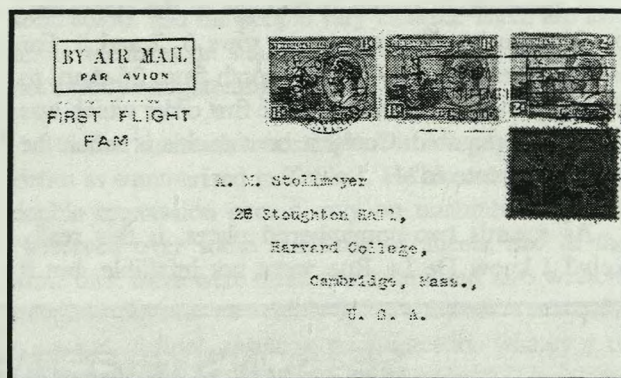 BY AIR MAIL
PAR AVION
FIRST FLIGHT
FAM
Stollmeyer
28 Stoughton Hall,
Harvard College,
Cambridge, Mass.,
U. S. A.